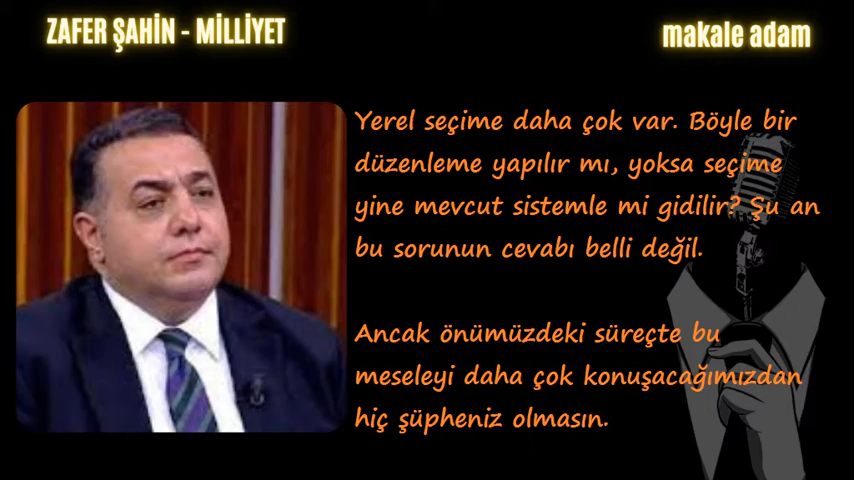 ZAFER ŞAHİN - MİLLİYET
makale adam
Yerel seçime daha çok var. Böyle bir
düzenleme yapılır mı, yoksa seçime
yine mevcut sistemle mi gidilir? Şu an
bu sorunun cevabı belli değil.
Ancak önümüzdeki süreçte bu
meseleyi daha çok konuşacağımızdan
hiç şüpheniz olmasın.